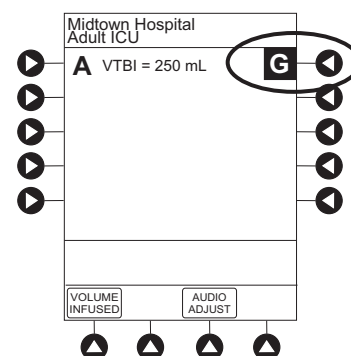 Midtown Hospital
Adult ICU
A VTBI = 250 mL G
VOLUME
INFUSED
AUDIO
ADJUST